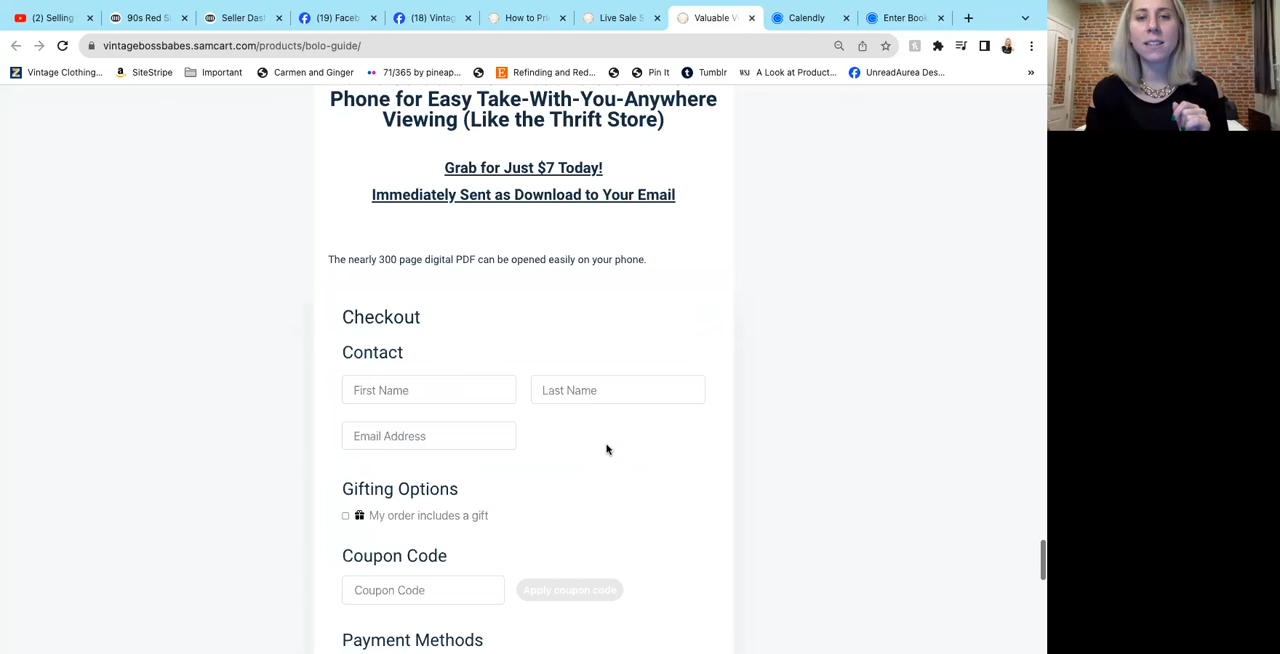 (2) Selling
90s Red S
Seller Das
(19) Faceb
(18) Vintag
How to Pri
Live Sale S
Valuable V
Calendly
Enter Book
vintagebossbabes.samcart.com/products/bolo-guide/
Vintage Clothing...
SiteStripe
Important
Carmen and Ginger
71/365 by pineap...
Refinding and Red...
Pin It
Tumblr
A Look at Product...
UnreadAurea Des...
Phone for Easy Take-With-You-Anywhere
Viewing (Like the Thrift Store)
Grab for Just $7 Today!
Immediately Sent as Download to Your Email
The nearly 300 page digital PDF can be opened easily on your phone.
Checkout
Contact
First Name
Last Name
Email Address
Gifting Options
My order includes a gift
Coupon Code
Coupon Code
Apply coupon code
Payment Methods